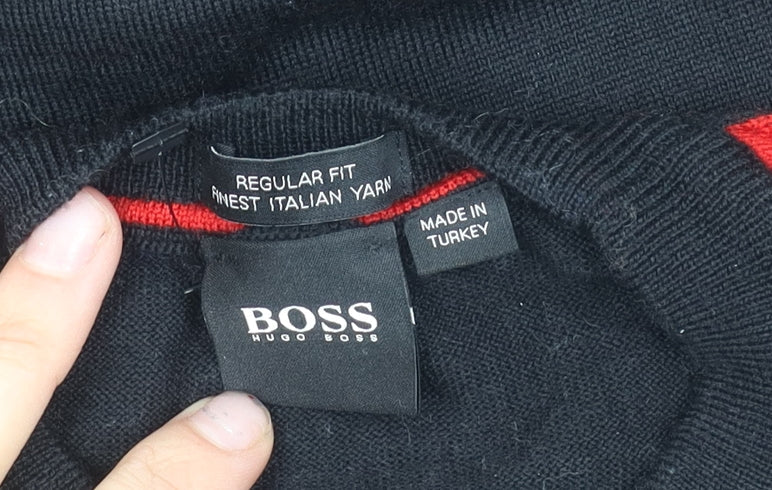 REGULAR FIT
FINEST ITALIAN YARN
MADE IN
TURKEY
BOSS
HUGO BOSS